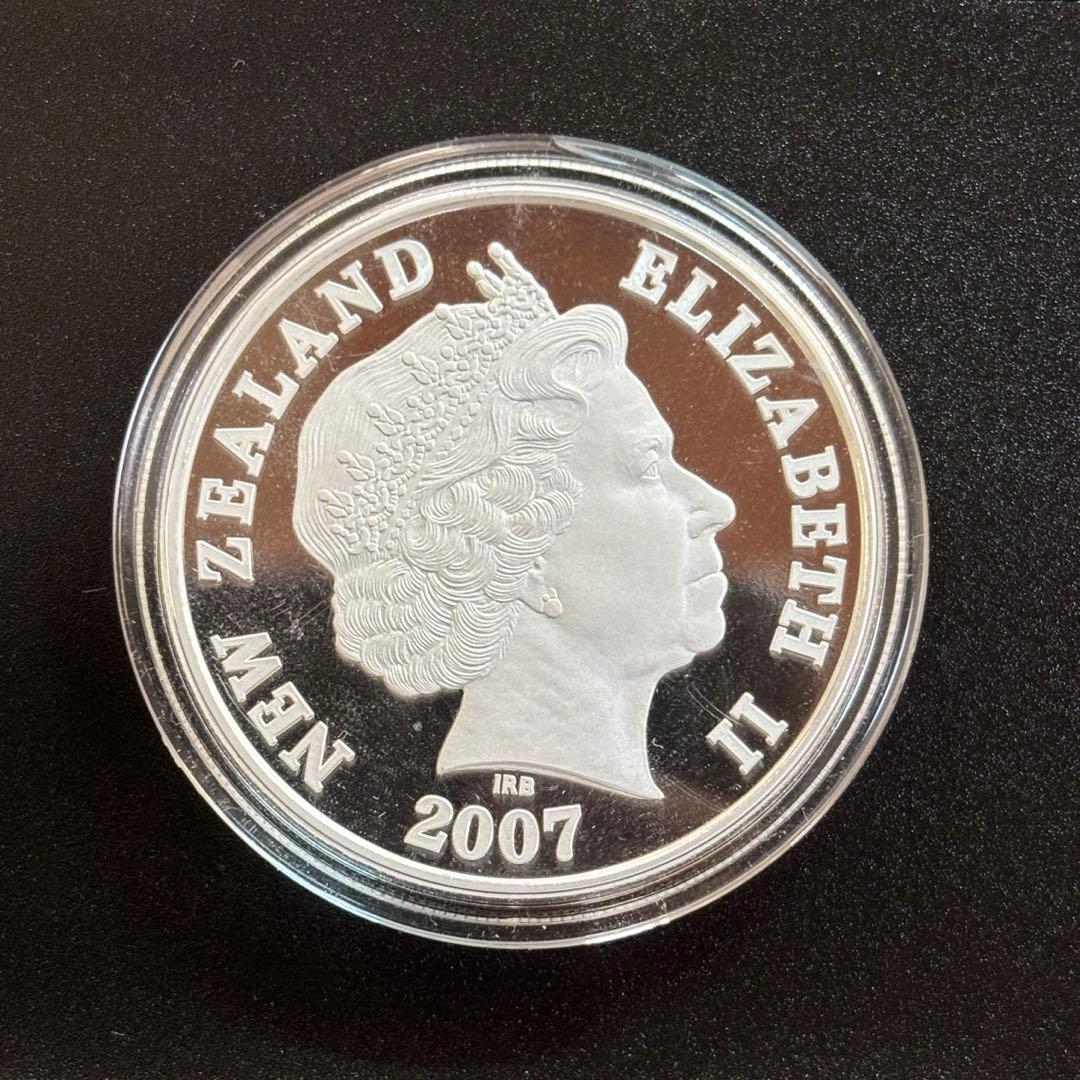 NEW ZEALAND
ELIZABETH II
IRB
2007